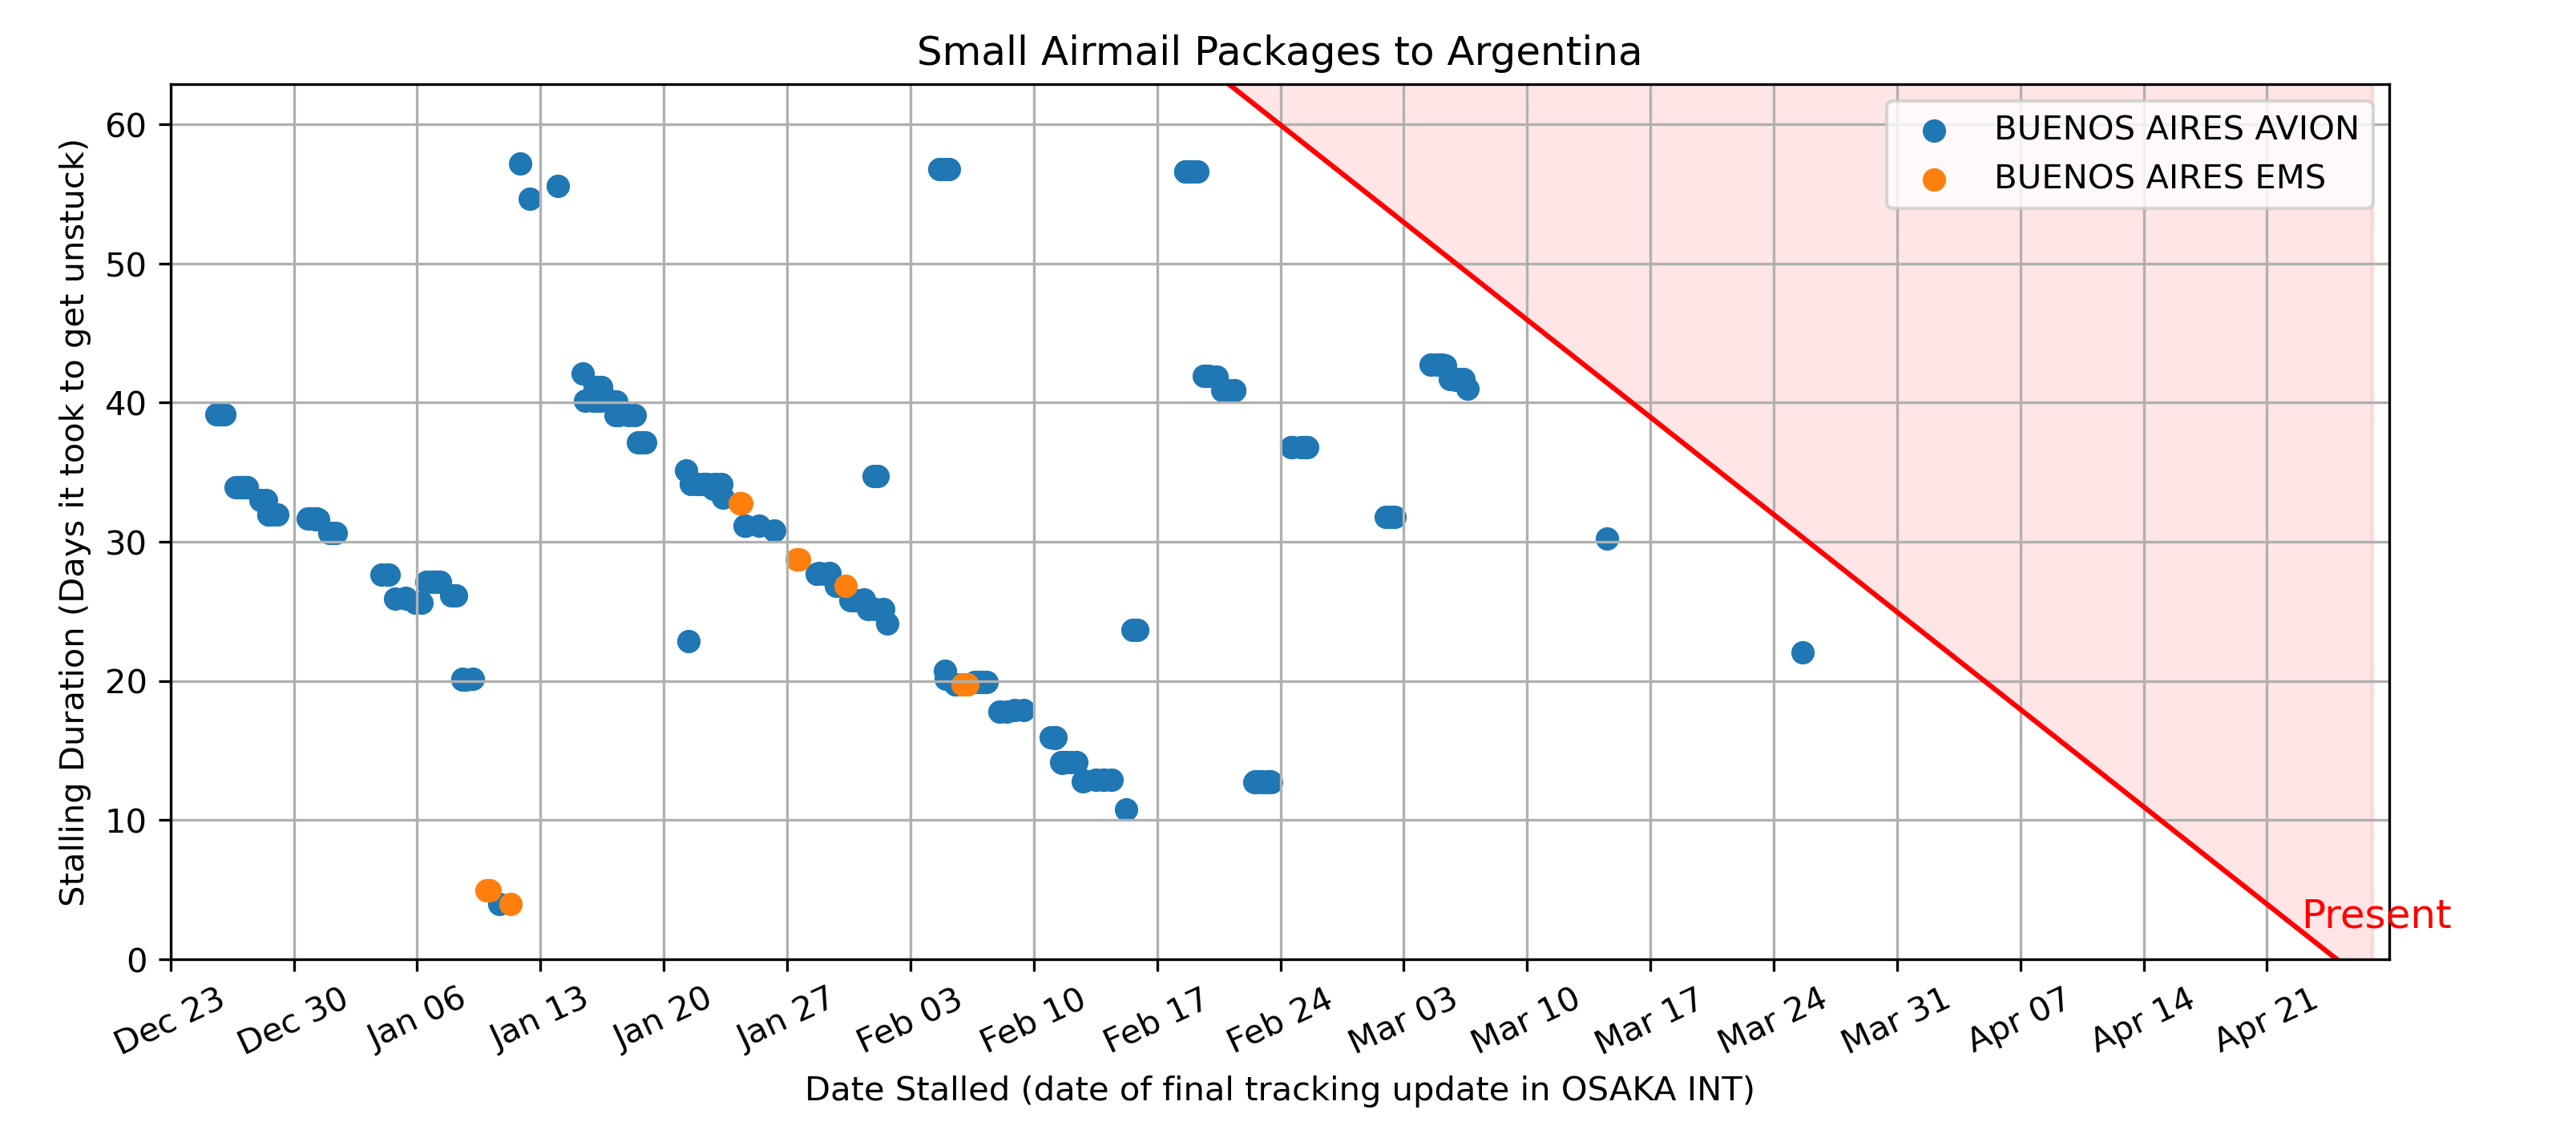 Small Airmail Packages to Argentina
BUENOS AIRES AVION
BUENOS AIRES EMS
Stalling Duration (Days it took to get unstuck)
60
50
40
30
20
10
0
Present
Dec 23
Dec 30
Jan 06
Jan 13
Jan 20
Jan 27
Feb 03
Feb 10
Feb 17
Feb 24
Mar 03
Mar 10
Mar 17
Mar 24
Mar 31
Apr 07
Apr 14
Apr 21
Date Stalled (date of final tracking update in OSAKA INT)